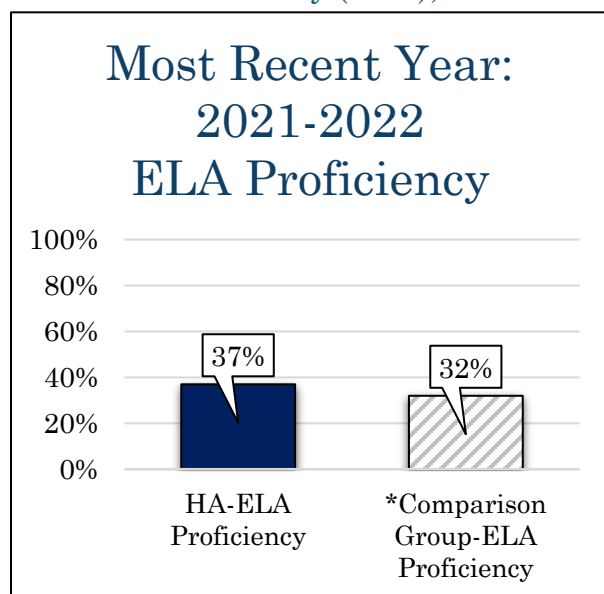 Most Recent Year:
2021-2022
ELA Proficiency
100%
80%
60%
40%
20%
0%
37%
32%
HA-ELA
Proficiency
*Comparison
Group-ELA
Proficiency